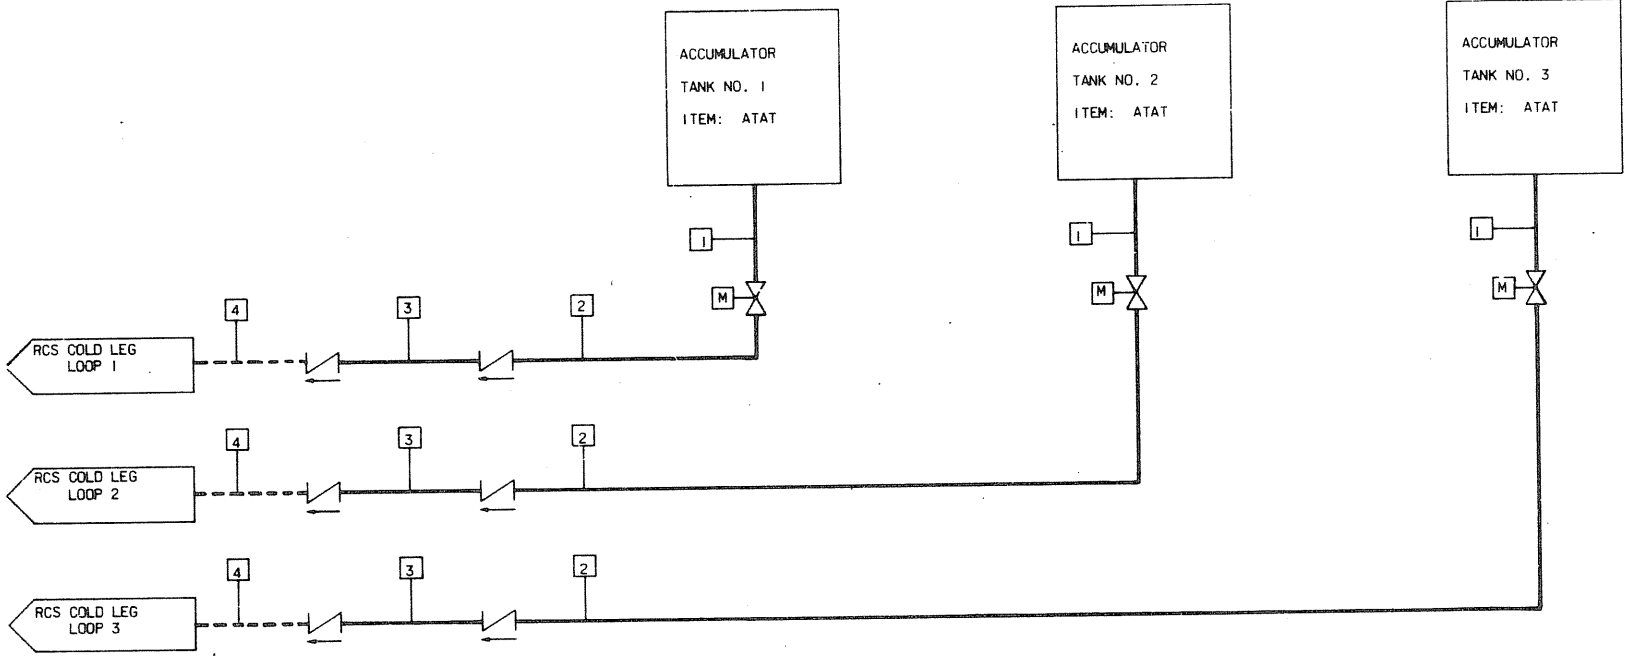 ACCUMULATOR
TANK NO. 1
ITEM: ATAT
ACCUMULATOR
TANK NO. 2
ITEM: ATAT
ACCUMULATOR
TANK NO. 3
ITEM: ATAT
1
1
1
M
M
M
4
3
2
RCS COLD LEG
LOOP 1
4
3
2
RCS COLD LEG
LOOP 2
4
3
2
RCS COLD LEG
LOOP 3